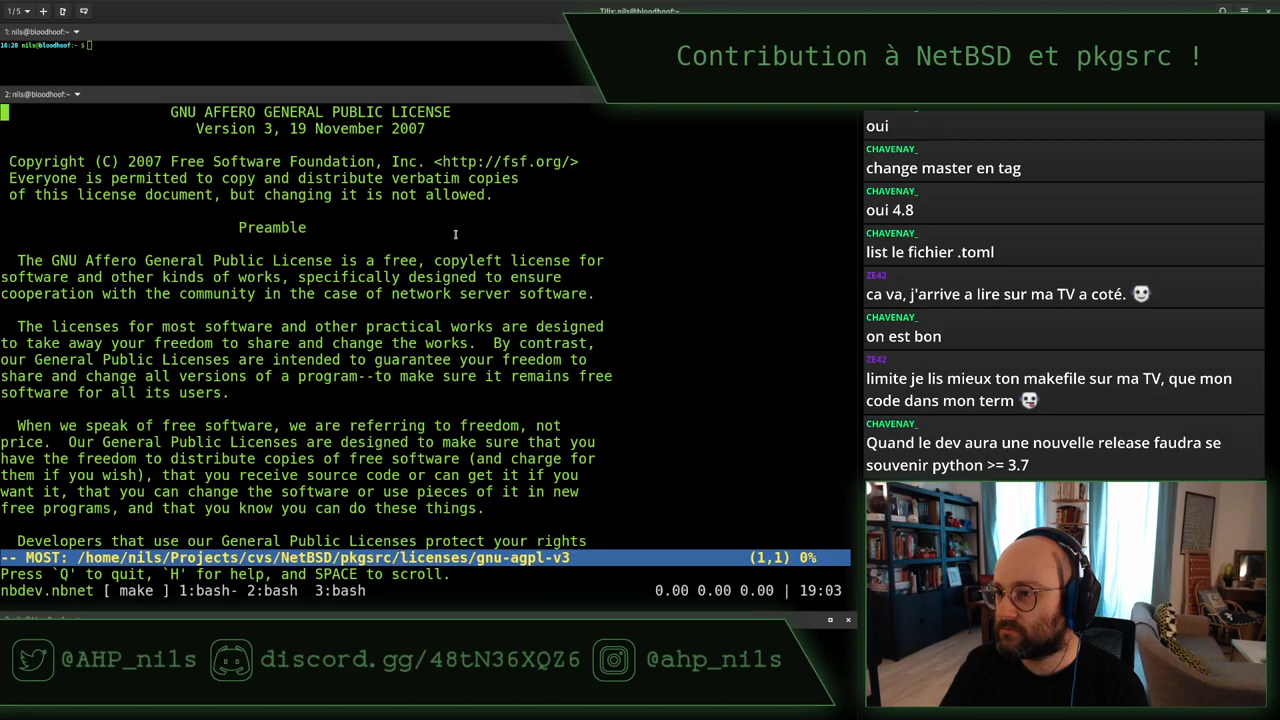 1/5
Tilix: nils@bloodhoof:~
1: nils@bloodhoof:~
16:20 nils@bloodhoof:~ $
Contribution à NetBSD et pkgsrc !
2: nils@bloodhoof:~
GNU AFFERO GENERAL PUBLIC LICENSE
Version 3, 19 November 2007
Copyright (C) 2007 Free Software Foundation, Inc. <http://fsf.org/>
Everyone is permitted to copy and distribute verbatim copies
of this license document, but changing it is not allowed.
Preamble
The GNU Affero General Public License is a free, copyleft license for
software and other kinds of works, specifically designed to ensure
cooperation with the community in the case of network server software.
The licenses for most software and other practical works are designed
to take away your freedom to share and change the works.  By contrast,
our General Public Licenses are intended to guarantee your freedom to
share and change all versions of a program--to make sure it remains free
software for all its users.
When we speak of free software, we are referring to freedom, not
price.  Our General Public Licenses are designed to make sure that you
have the freedom to distribute copies of free software (and charge for
them if you wish), that you receive source code or can get it if you
want it, that you can change the software or use pieces of it in new
free programs, and that you know you can do these things.
Developers that use our General Public Licenses protect your rights
-- MOST: /home/nils/Projects/cvs/NetBSD/pkgsrc/licenses/gnu-agpl-v3 (1,1) 0%
Press `Q' to quit, `H' for help, and SPACE to scroll.
nbdev.nbnet [ make ] 1:bash- 2:bash  3:bash 0.00 0.00 0.00 | 19:03
oui
CHAVENAY_
change master en tag
CHAVENAY_
oui 4.8
CHAVENAY_
list le fichier .toml
ZE42
ca va, j'arrive a lire sur ma TV a coté.
CHAVENAY_
on est bon
ZE42
limite je lis mieux ton makefile sur ma TV, que mon
code dans mon term
CHAVENAY_
Quand le dev aura une nouvelle release faudra se
souvenir python >= 3.7
@AHP_nils
discord.gg/48tN36XQZ6
@ahp_nils